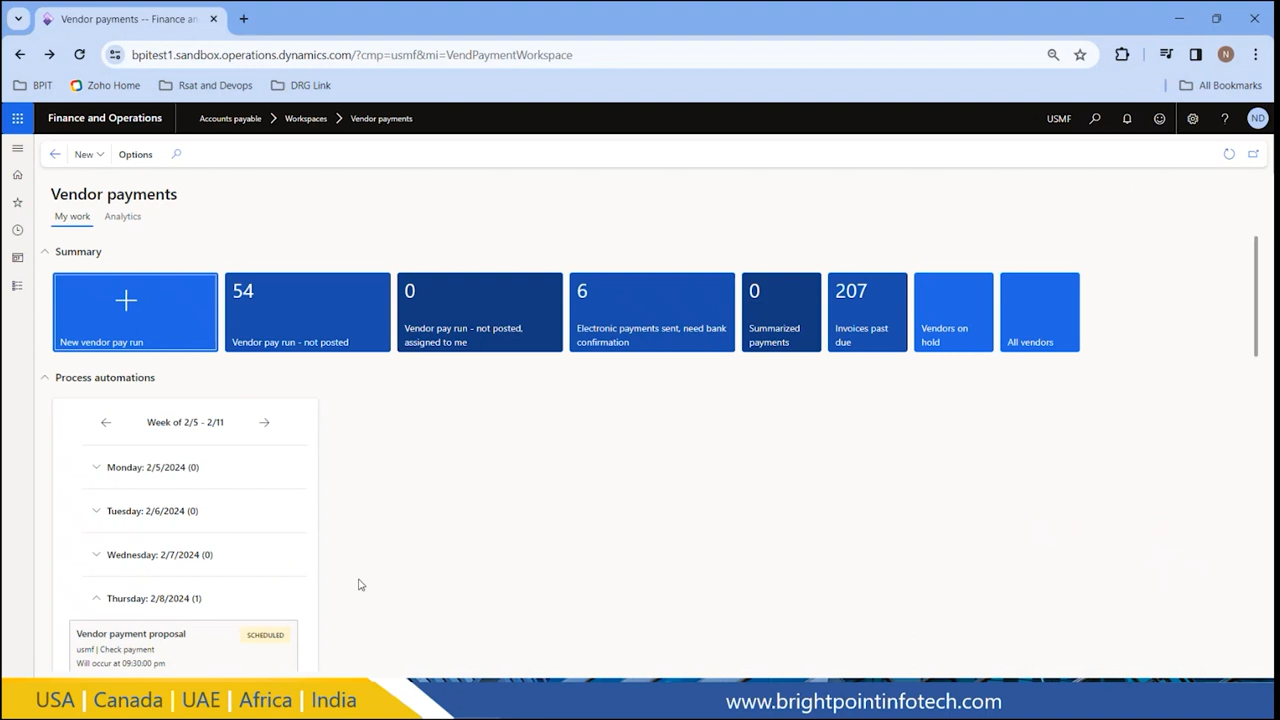 Vendor payments -- Finance an
bpitest1.sandbox.operations.dynamics.com/?cmp=usmf&mi=VendPaymentWorkspace
N
BPIT
Zoho Home
Rsat and Devops
DRG Link
All Bookmarks
Finance and Operations
Accounts payable
Workspaces
Vendor payments
USMF
?
ND
New
Options
Vendor payments
My work
Analytics
Summary
New vendor pay run
54
Vendor pay run - not posted
0
Vendor pay run - not posted,
assigned to me
6
Electronic payments sent, need bank
confirmation
0
Summarized
payments
207
Invoices past
due
Vendors on
hold
All vendors
Process automations
Week of 2/5 - 2/11
Monday: 2/5/2024 (0)
Tuesday: 2/6/2024 (0)
Wednesday: 2/7/2024 (0)
Thursday: 2/8/2024 (1)
Vendor payment proposal
SCHEDULED
usmf | Check payment
Will occur at 09:30:00 pm
USA | Canada | UAE | Africa | India
www.brightpointinfotech.com